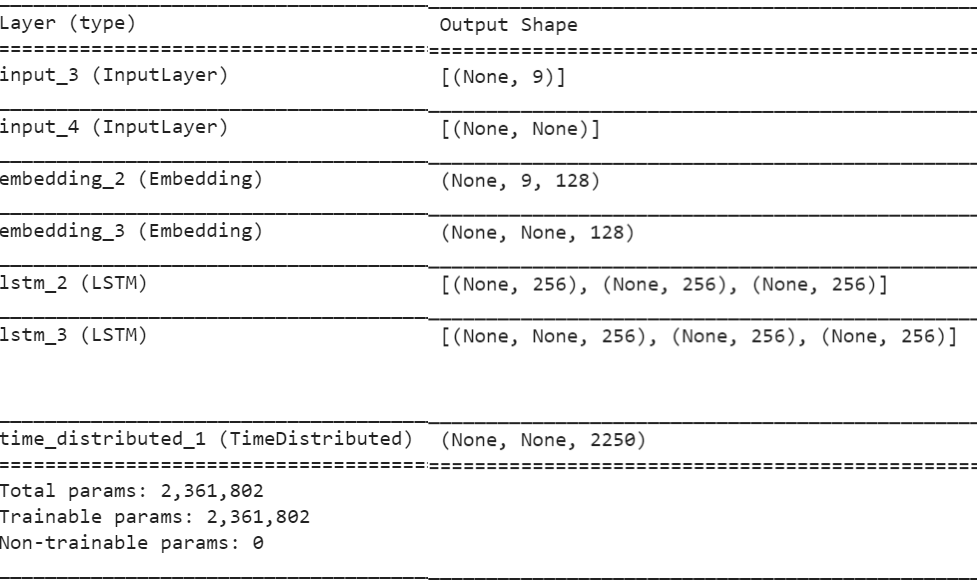 Layer (type) Output Shape
input_3 (InputLayer) [(None, 9)]
input_4 (InputLayer) [(None, None)]
embedding_2 (Embedding) (None, 9, 128)
embedding_3 (Embedding) (None, None, 128)
lstm_2 (LSTM) [(None, 256), (None, 256), (None, 256)]
lstm_3 (LSTM) [(None, None, 256), (None, 256), (None, 256)]
time_distributed_1 (TimeDistributed) (None, None, 2250)
Total params: 2,361,802
Trainable params: 2,361,802
Non-trainable params: 0